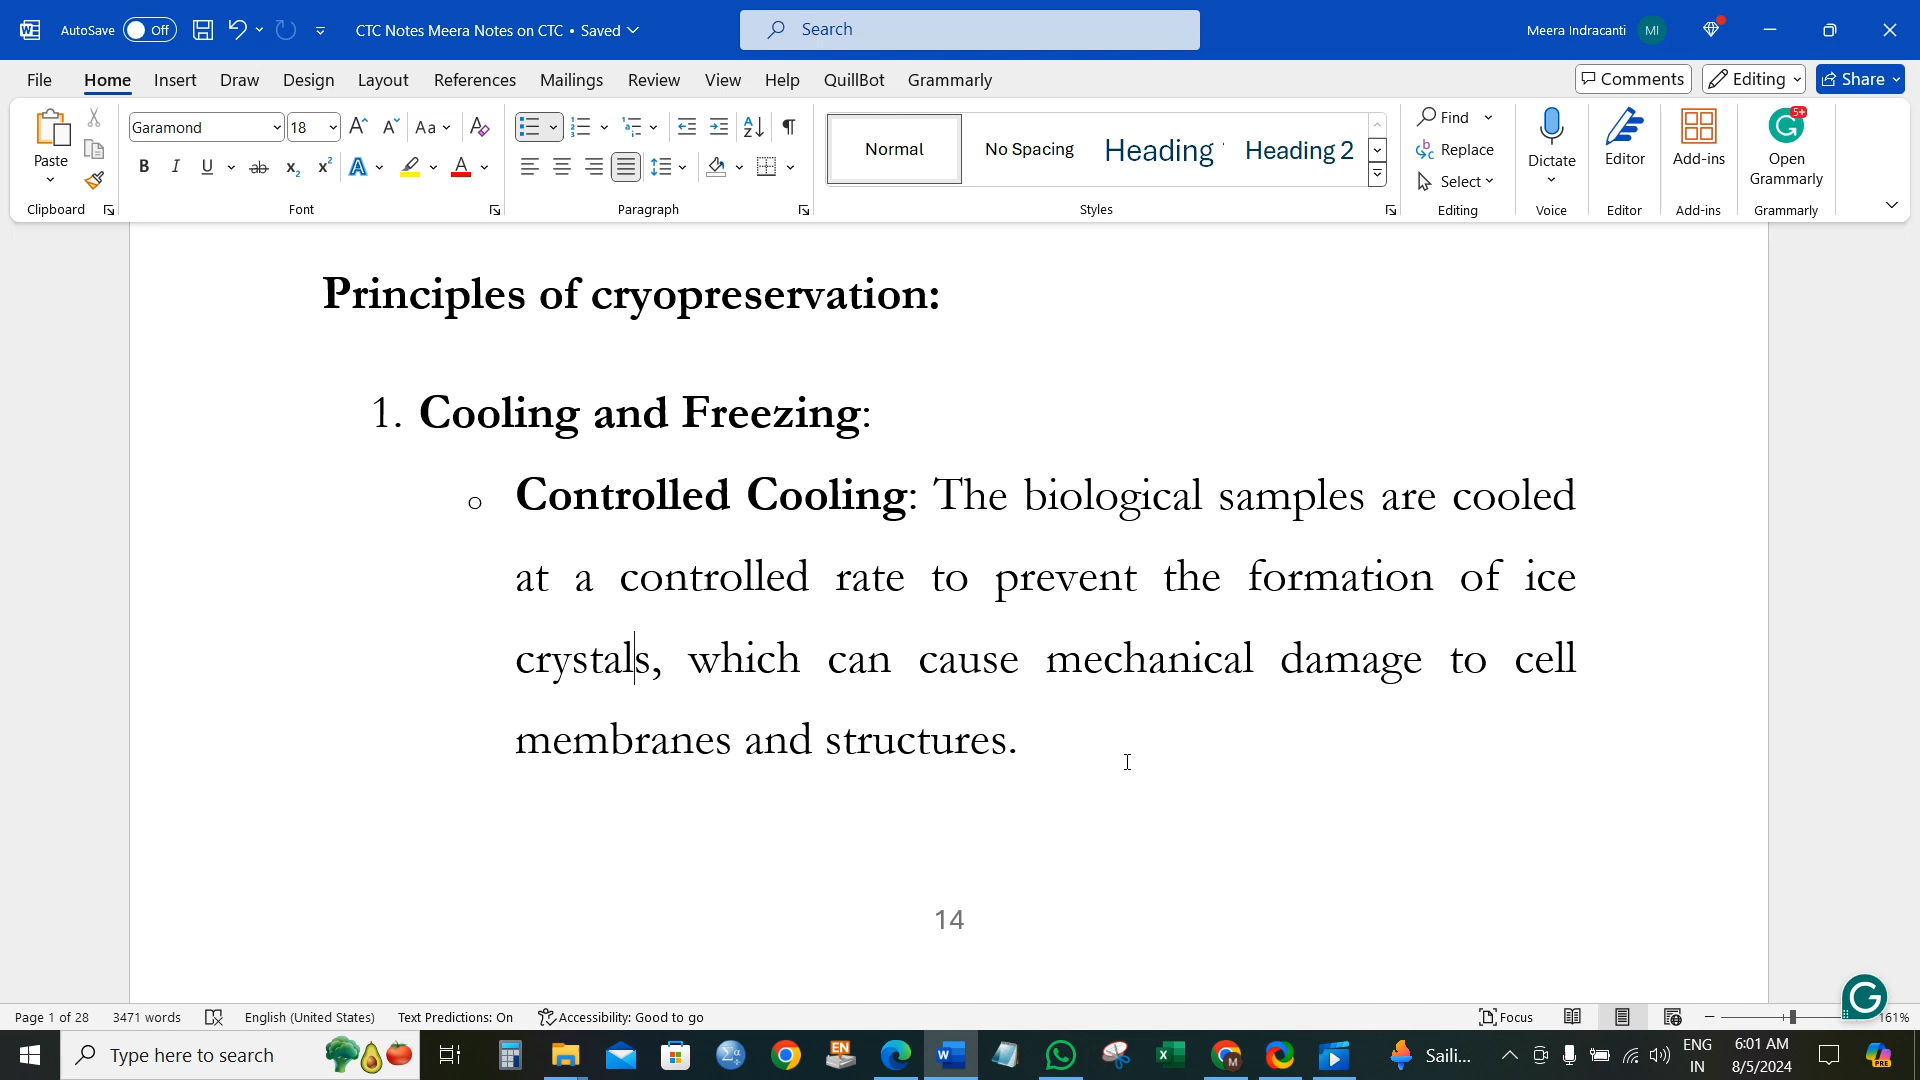 AutoSave Off CTC Notes Meera Notes on CTC • Saved Search Meera Indracanti MI
File Home Insert Draw Design Layout References Mailings Review View Help QuillBot Grammarly Comments Editing Share
Paste Garamond 18 Aa Normal No Spacing Heading Heading 2 Find Replace Select Dictate Editor Add-ins Open Grammarly 5+
Clipboard Font Paragraph Styles Editing Voice Editor Add-ins Grammarly
Principles of cryopreservation:
1. Cooling and Freezing:
o Controlled Cooling: The biological samples are cooled
at a controlled rate to prevent the formation of ice
crystals, which can cause mechanical damage to cell
membranes and structures.
14
Page 1 of 28 3471 words English (United States) Text Predictions: On Accessibility: Good to go Focus 161%
Type here to search Saili... ENG IN 6:01 AM 8/5/2024